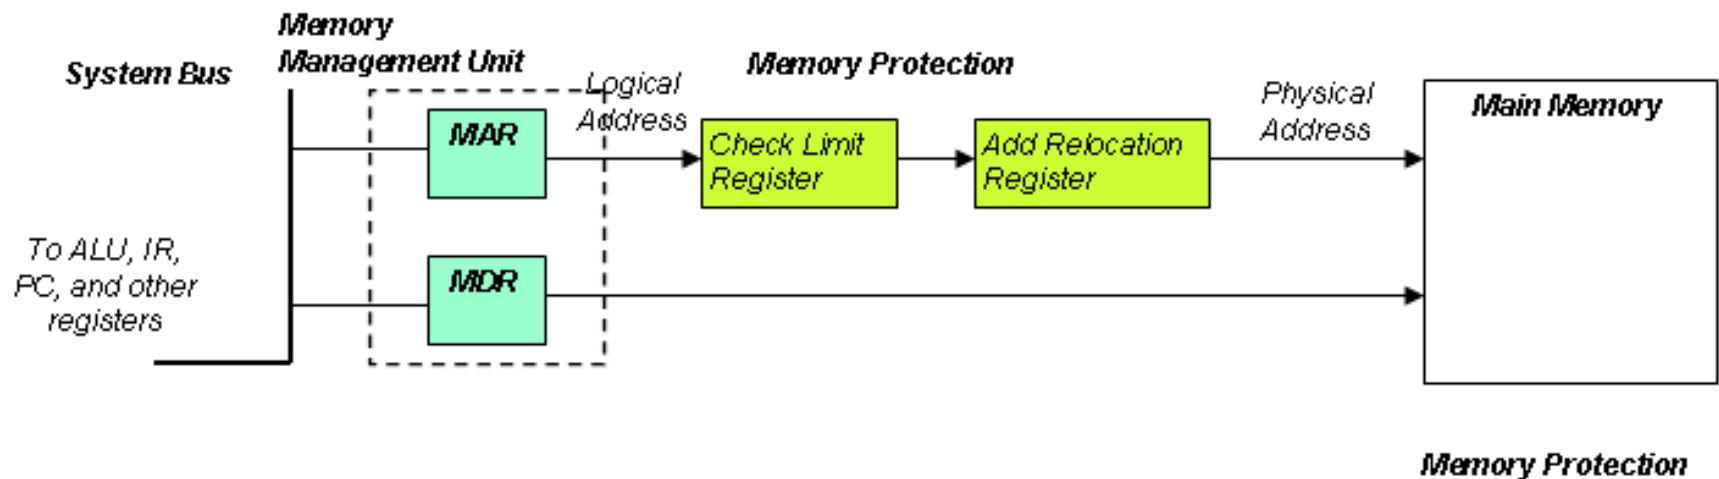 Memory
Management Unit
System Bus
Memory Protection
Logical
Address
Physical
Address
Main Memory
MAR
Check Limit
Register
Add Relocation
Register
To ALU, IR,
PC, and other
registers
MDR
Memory Protection